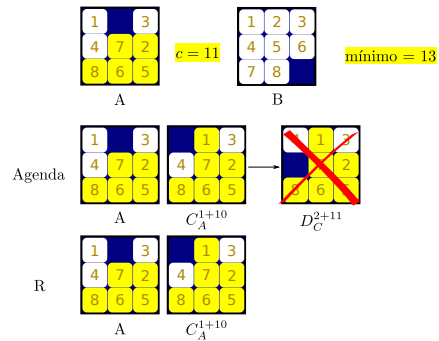 1 3 1 2 3
4 7 2 c = 11 4 5 6 mínimo = 13
8 6 5 7 8
A B
1 3 1 3 1 3
Agenda 4 7 2 4 7 2 2
8 6 5 8 6 5 8 6
A C_A^{1+10} D_C^{2+11}
1 3 1 3
R 4 7 2 4 7 2
8 6 5 8 6 5
A C_A^{1+10}